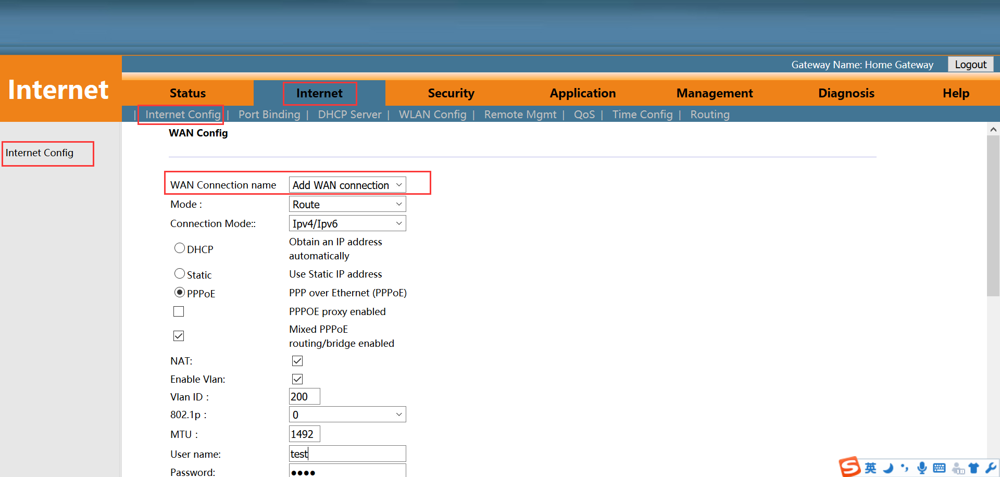 Gateway Name: Home Gateway Logout
Internet
Status Internet Security Application Management Diagnosis Help
| Internet Config | Port Binding | DHCP Server | WLAN Config | Remote Mgmt | QoS | Time Config | Routing
Internet Config
WAN Config
WAN Connection name Add WAN connection
Mode : Route
Connection Mode:: Ipv4/Ipv6
DHCP Obtain an IP address
automatically
Static Use Static IP address
PPPoE PPP over Ethernet (PPPoE)
PPPOE proxy enabled
Mixed PPPoE
routing/bridge enabled
NAT:
Enable Vlan:
Vlan ID : 200
802.1p : 0
MTU : 1492
User name: test
Password: ●●●●
S 英